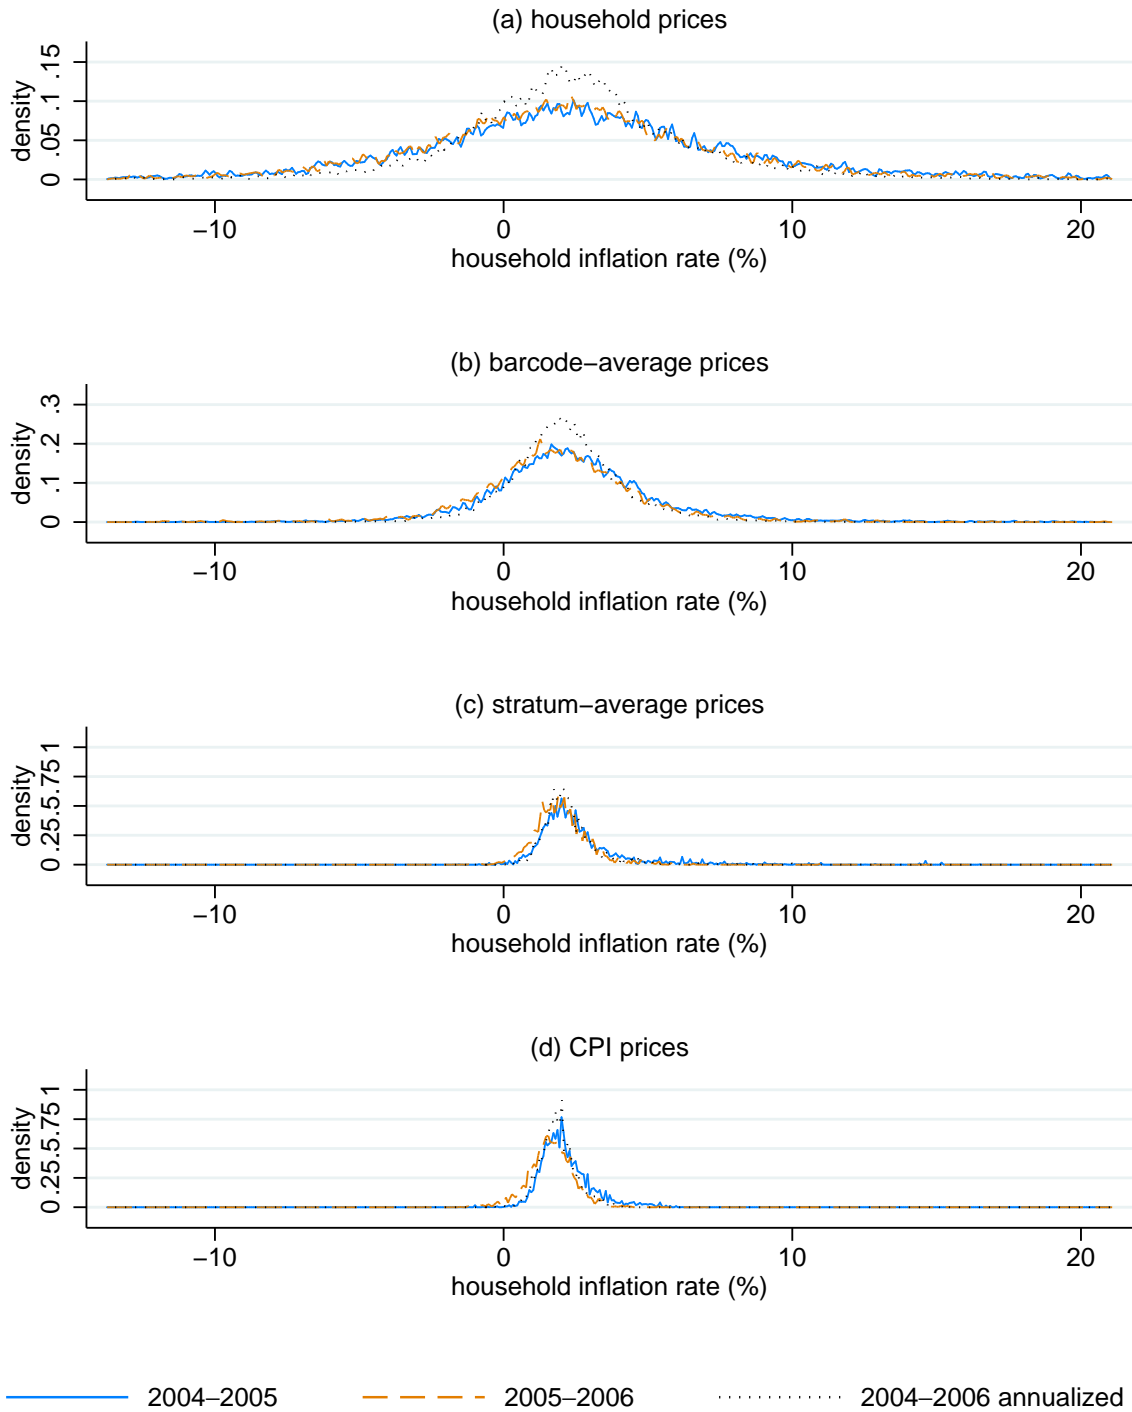 (a) household prices
density
0 .05 .1 .15
−10 0 10 20
household inflation rate (%)
(b) barcode−average prices
density
0 .1 .2 .3
−10 0 10 20
household inflation rate (%)
(c) stratum−average prices
density
0 .25 .5 .75 1
−10 0 10 20
household inflation rate (%)
(d) CPI prices
density
0 .25 .5 .75 1
−10 0 10 20
household inflation rate (%)
2004−2005 2005−2006 2004−2006 annualized